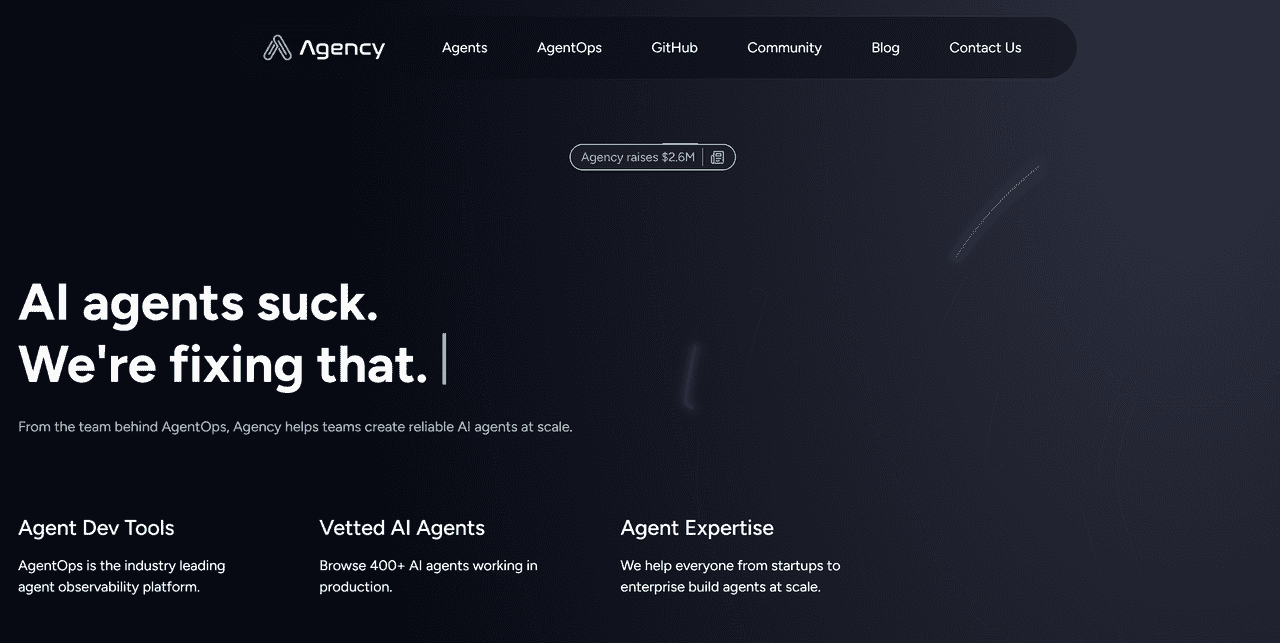 Agency
Agents
AgentOps
GitHub
Community
Blog
Contact Us
Agency raises $2.6M
AI agents suck.
We're fixing that.
From the team behind AgentOps, Agency helps teams create reliable AI agents at scale.
Agent Dev Tools
AgentOps is the industry leading
agent observability platform.
Vetted AI Agents
Browse 400+ AI agents working in
production.
Agent Expertise
We help everyone from startups to
enterprise build agents at scale.